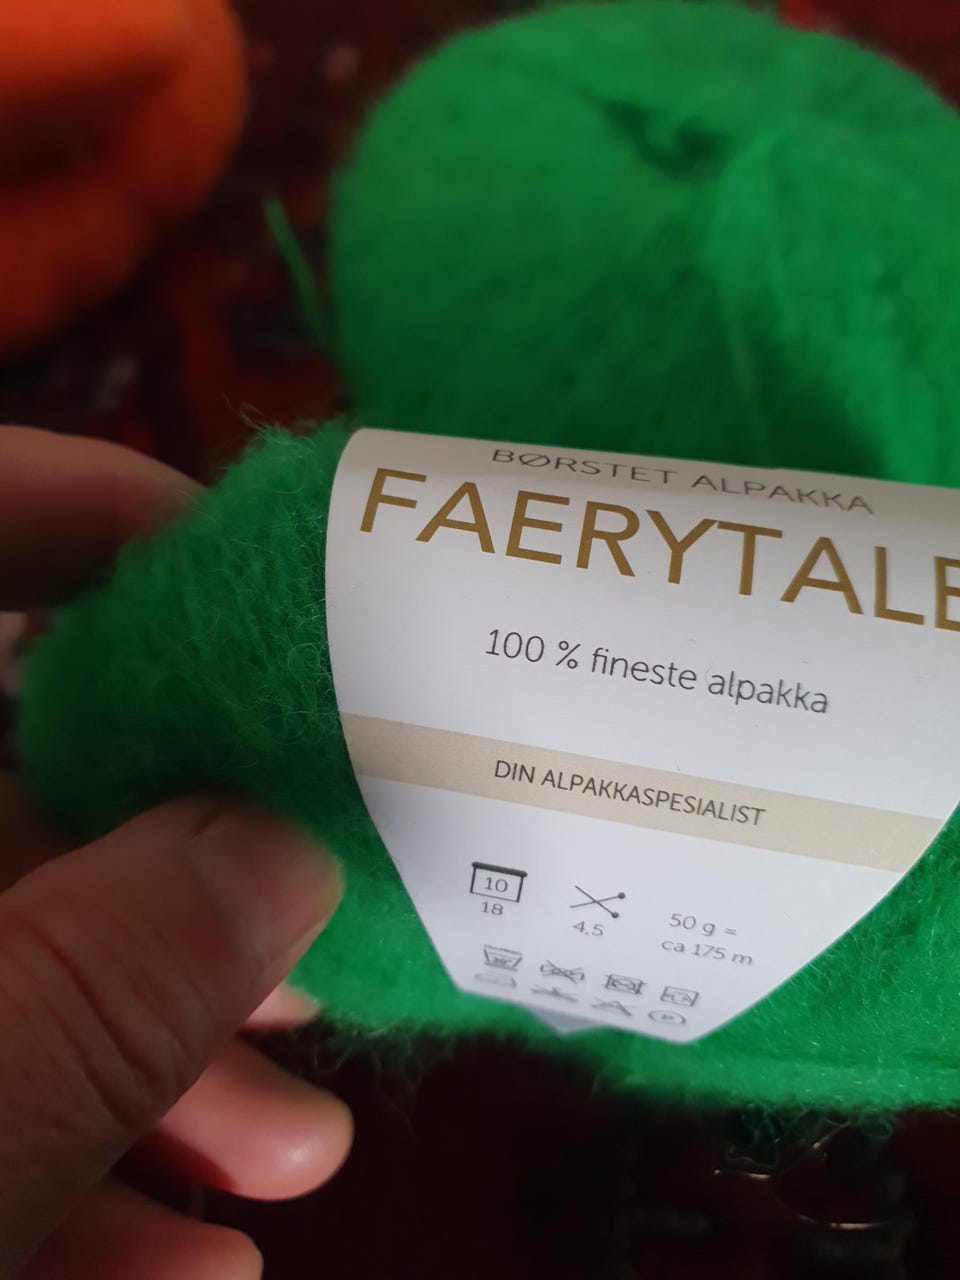 BØRSTET ALPAKKA
FAERYTALE
100 % fineste alpakka
DIN ALPAKKASPESIALIST
10
18
4,5
50 g =
ca 175 m
P